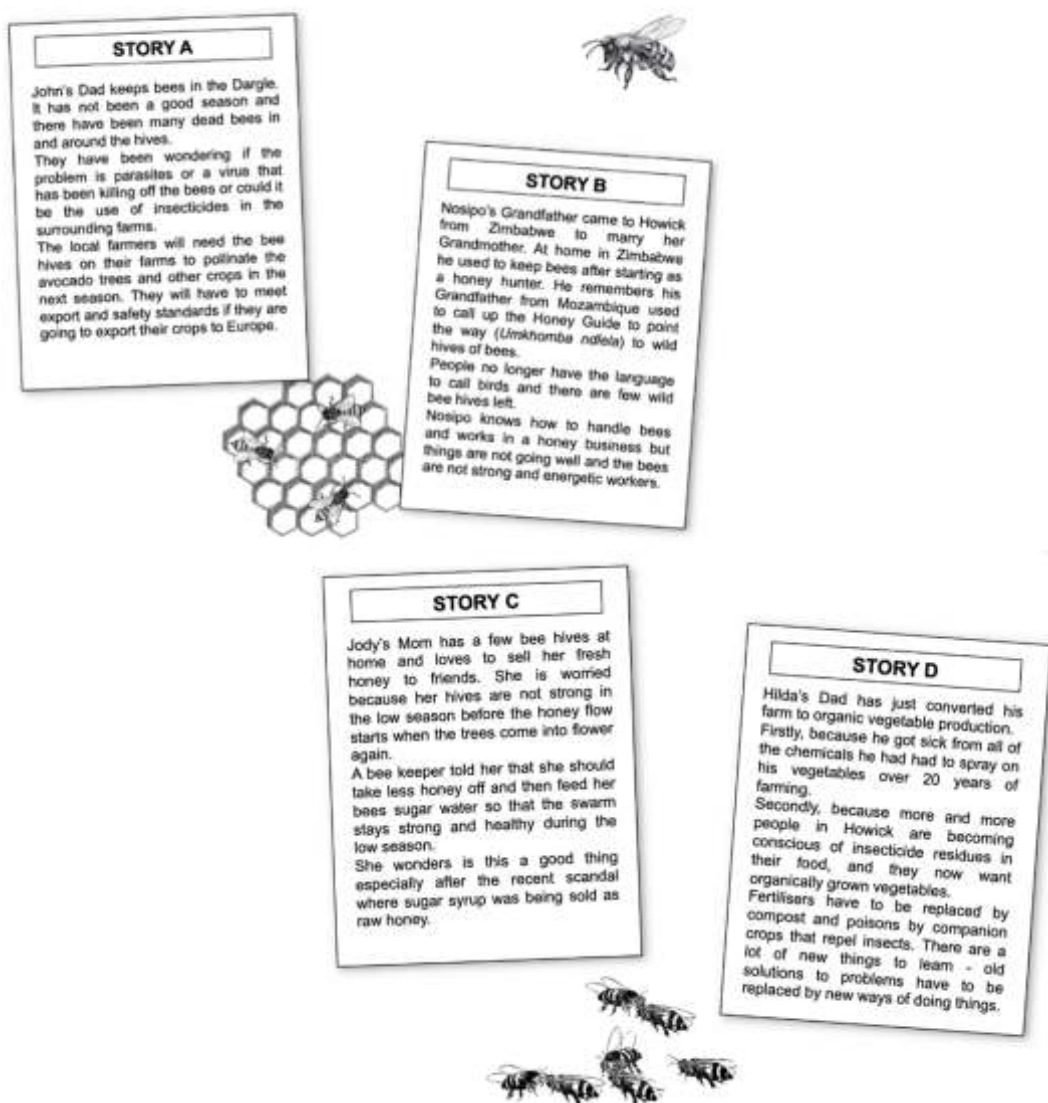 STORY A
John's Dad keeps bees in the Dargle.
It has not been a good season and
there have been many dead bees in
and around the hives.
They have been wondering if the
problem is parasites or a virus that
has been killing off the bees or could it
be the use of insecticides in the
surrounding farms.
The local farmers will need the bee
hives on their farms to pollinate the
avocado trees and other crops in the
next season. They will have to meet
export and safety standards if they are
going to export their crops to Europe.
STORY B
Nosipo's Grandfather came to Howick
from Zimbabwe to marry her
Grandmother. At home in Zimbabwe
he used to keep bees after starting as
a honey hunter. He remembers his
Grandfather from Mozambique used
to call up the Honey Guide to point
the way (Umkhomba ndlela) to wild
hives of bees.
People no longer have the language
to call birds and there are few wild
bee hives left.
Nosipo knows how to handle bees
and works in a honey business but
things are not going well and the bees
are not strong and energetic workers.
STORY C
Jody's Mom has a few bee hives at
home and loves to sell her fresh
honey to friends. She is worried
because her hives are not strong in
the low season before the honey flow
starts when the trees come into flower
again.
A bee keeper told her that she should
take less honey off and then feed her
bees sugar water so that the swarm
stays strong and healthy during the
low season.
She wonders is this a good thing
especially after the recent scandal
where sugar syrup was being sold as
raw honey.
STORY D
Hilda's Dad has just converted his
farm to organic vegetable production.
Firstly, because he got sick from all of
the chemicals he had had to spray on
his vegetables over 20 years of
farming.
Secondly, because more and more
people in Howick are becoming
conscious of insecticide residues in
their food, and they now want
organically grown vegetables.
Fertilisers have to be replaced by
compost and poisons by companion
crops that repel insects. There are a
lot of new things to learn - old
solutions to problems have to be
replaced by new ways of doing things.